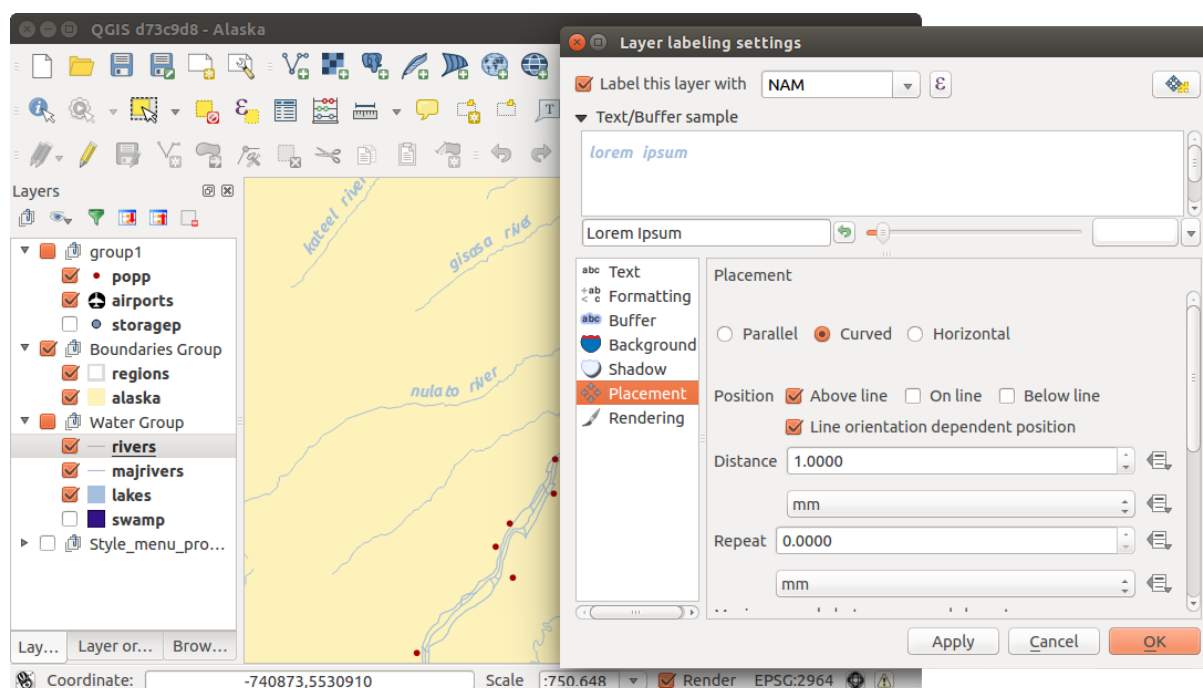 QGIS d73c9d8 - Alaska
Layers
group1
popp
airports
storagep
Boundaries Group
regions
alaska
Water Group
rivers
majrivers
lakes
swamp
Style_menu_pro...
Lay...
Layer or...
Brow...
kateel river
gisasa river
nulato river
Coordinate:
-740873,5530910
Scale
:750.648
Render
EPSG:2964
Layer labeling settings
Label this layer with
NAM
ε
Text/Buffer sample
lorem ipsum
Lorem Ipsum
abc Text
+ab < c Formatting
abc Buffer
Background
Shadow
Placement
Rendering
Placement
Parallel
Curved
Horizontal
Position
Above line
On line
Below line
Line orientation dependent position
Distance
1.0000
mm
Repeat
0.0000
mm
Apply
Cancel
OK